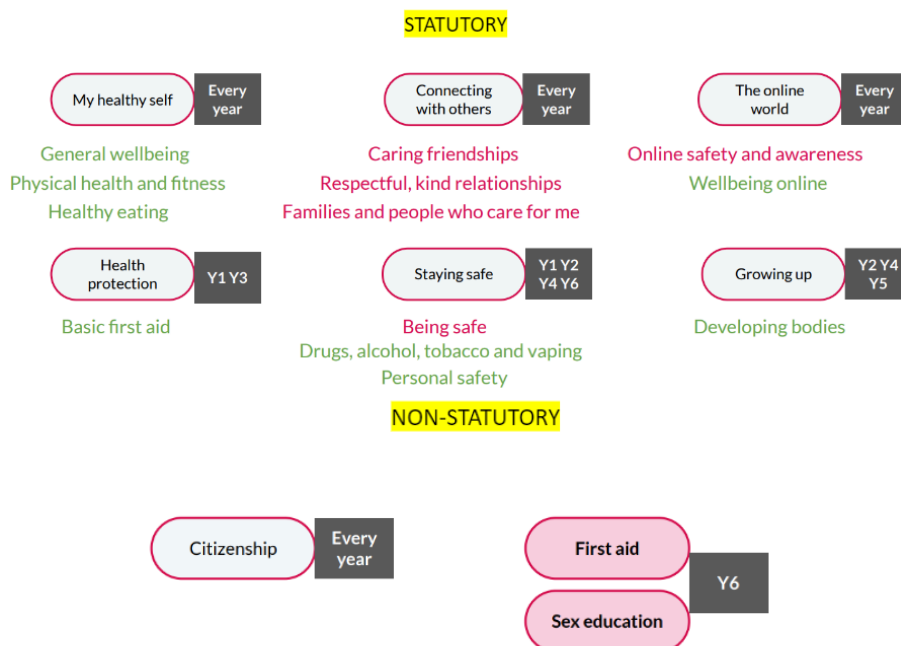 STATUTORY
My healthy self
Every
year
Connecting
with others
Every
year
The online
world
Every
year
General wellbeing
Physical health and fitness
Healthy eating
Caring friendships
Respectful, kind relationships
Families and people who care for me
Online safety and awareness
Wellbeing online
Health
protection
Y1 Y3
Staying safe
Y1 Y2
Y4 Y6
Growing up
Y2 Y4
Y5
Basic first aid
Being safe
Drugs, alcohol, tobacco and vaping
Personal safety
Developing bodies
NON-STATUTORY
Citizenship
Every
year
First aid
Sex education
Y6